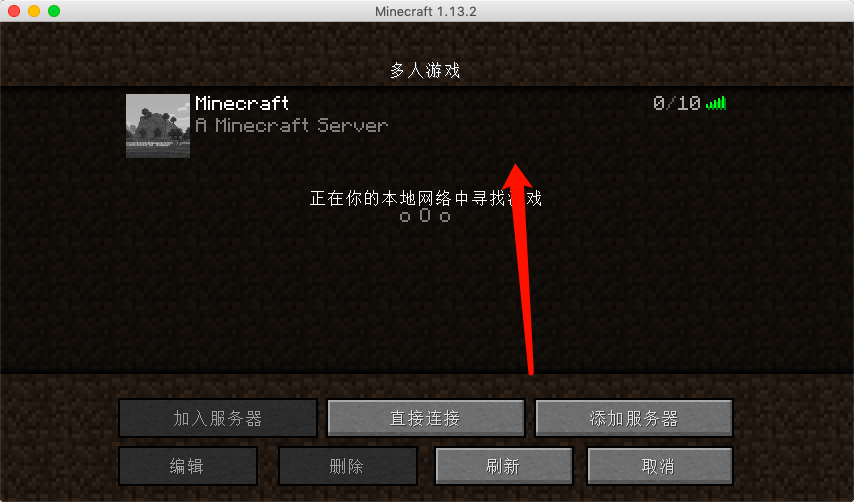 Minecraft 1.13.2
多人游戏
Minecraft 0/10
A Minecraft Server
正在你的本地网络中寻找游戏
o O o
加入服务器 直接连接 添加服务器
编辑 删除 刷新 取消